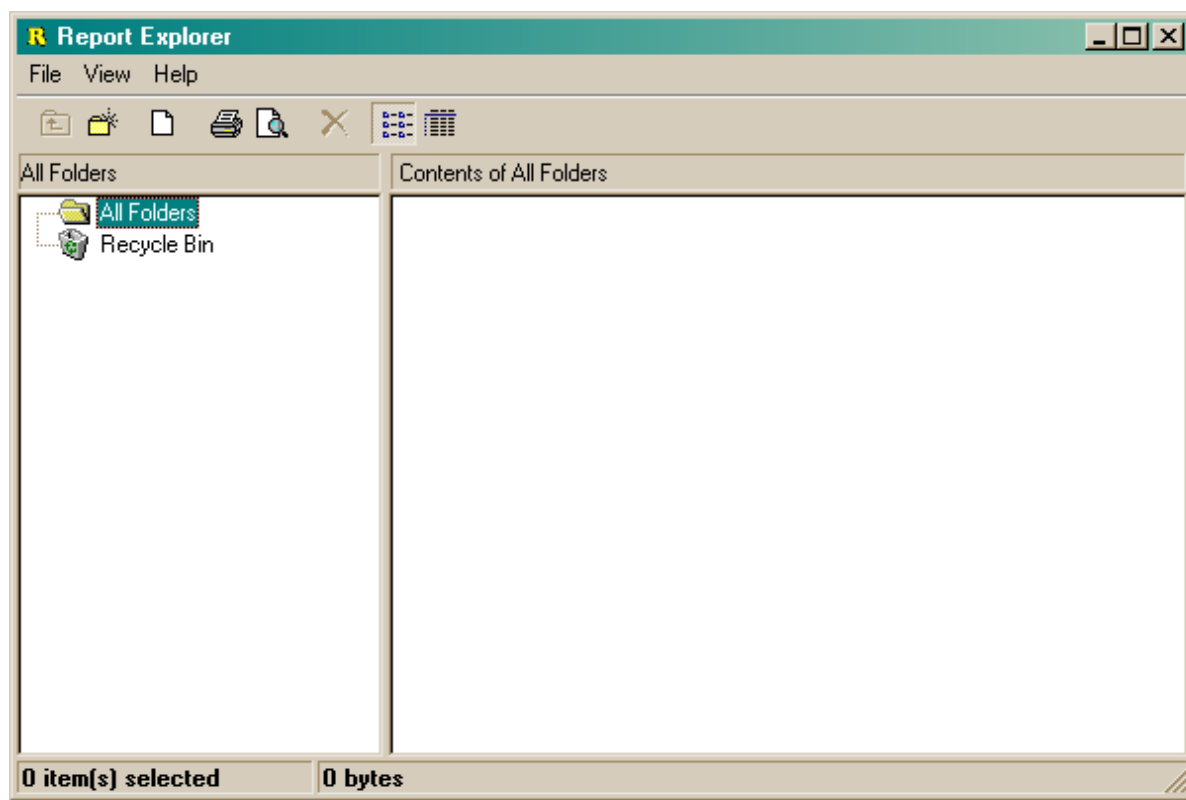 R Report Explorer
File View Help
All Folders
Contents of All Folders
All Folders
Recycle Bin
0 item(s) selected
0 bytes